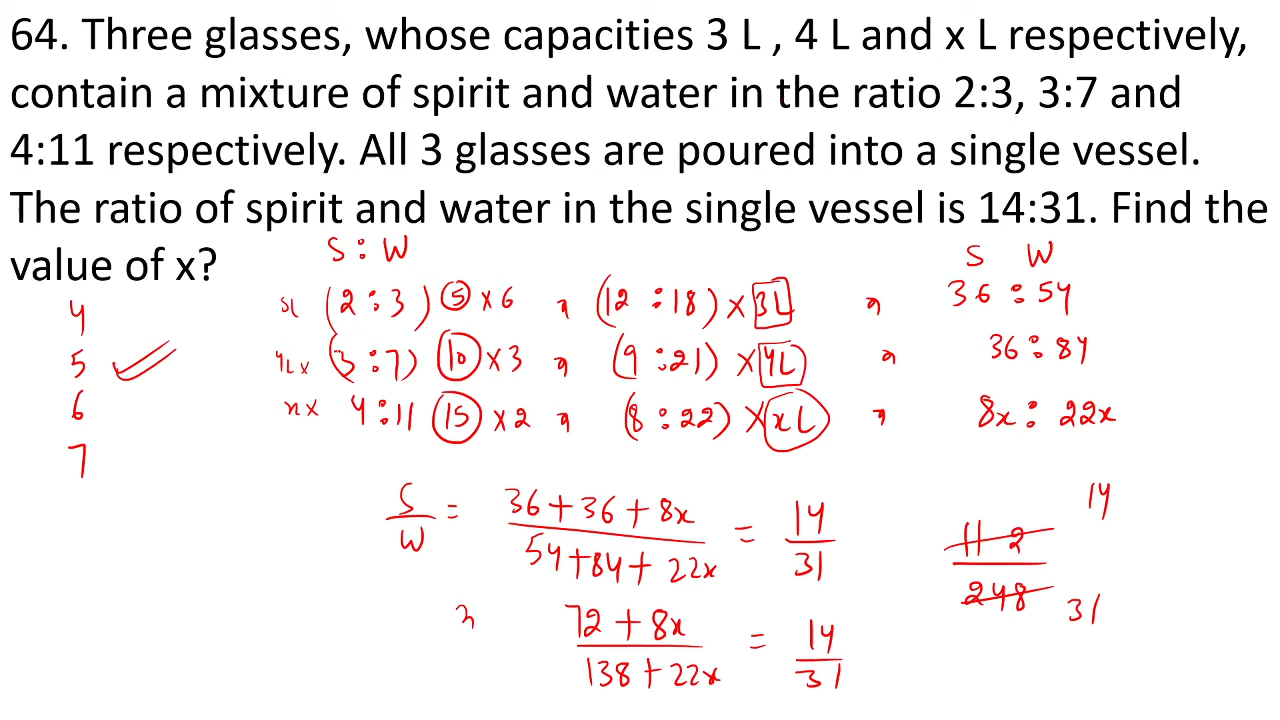 64. Three glasses, whose capacities 3 L , 4 L and x L respectively,
contain a mixture of spirit and water in the ratio 2:3, 3:7 and
4:11 respectively. All 3 glasses are poured into a single vessel.
The ratio of spirit and water in the single vessel is 14:31. Find the
value of x?
S : W
S W
4
(2 : 3) 5 × 6 (12 : 18) × 3L 36 : 54
5 4L × (3 : 7) 10 × 3 (9 : 21) × 4L 36 : 84
6 x × 4 : 11 15 × 2 (8 : 22) × xL 8x : 22x
7
S/W = (36 + 36 + 8x)/(54 + 84 + 22x) = 14/31
112/248 14 31
(72 + 8x)/(138 + 22x) = 14/31